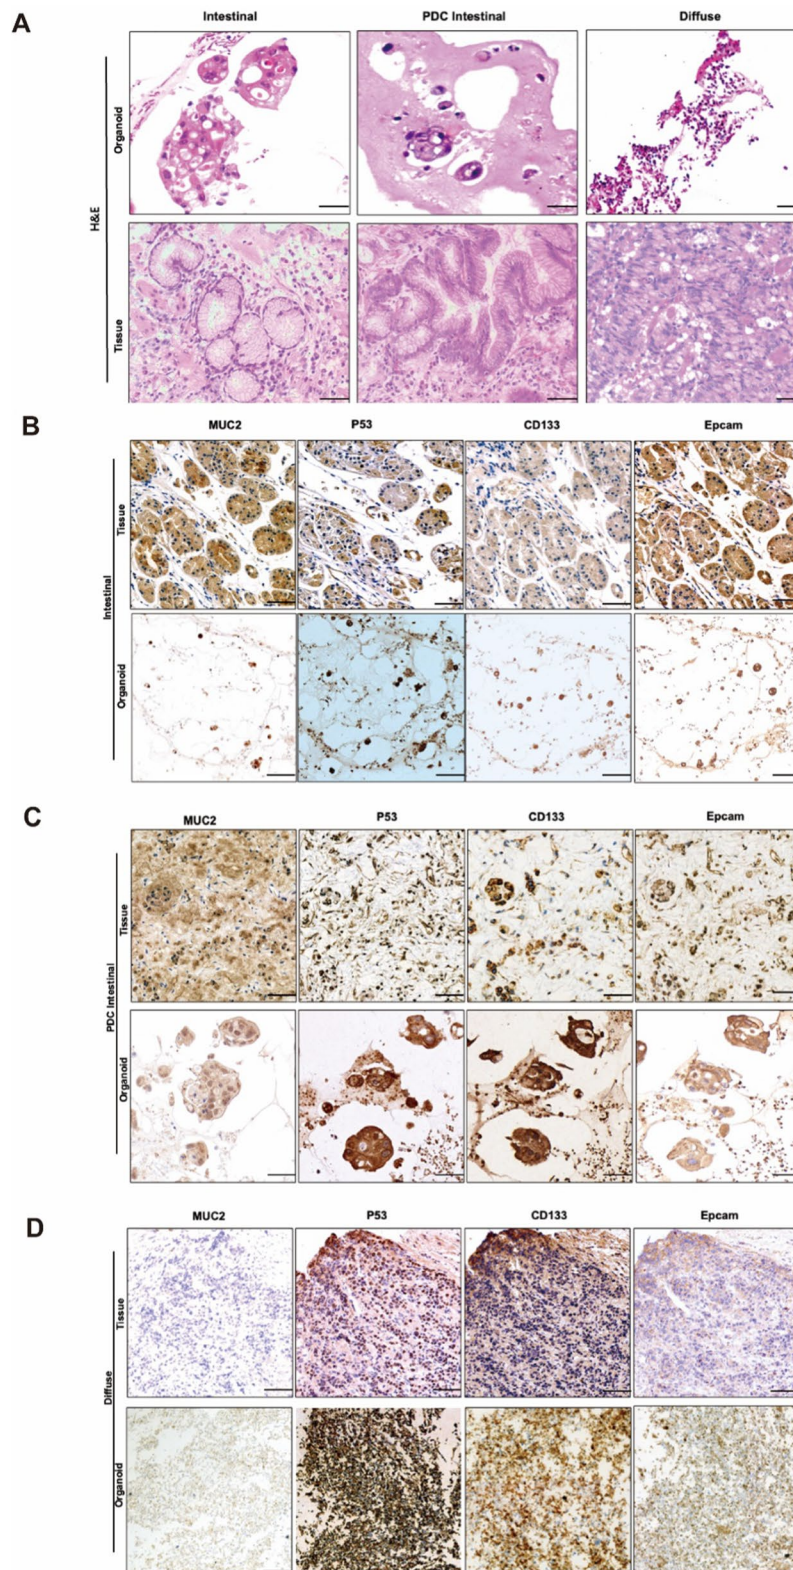 A
Intestinal PDC Intestinal Diffuse
H&E
Organoid
Tissue
B
MUC2 P53 CD133 Epcam
Intestinal
Tissue
Organoid
C
MUC2 P53 CD133 Epcam
PDC Intestinal
Tissue
Organoid
D
MUC2 P53 CD133 Epcam
Diffuse
Tissue
Organoid